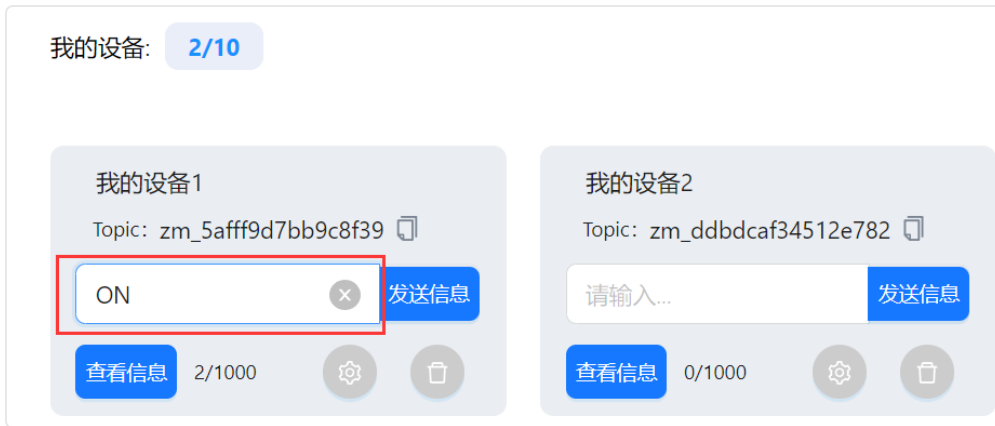 我的设备: 2/10
我的设备1
Topic: zm_5afff9d7bb9c8f39
ON
发送信息
查看信息 2/1000
我的设备2
Topic: zm_ddbdcaf34512e782
请输入...
发送信息
查看信息 0/1000